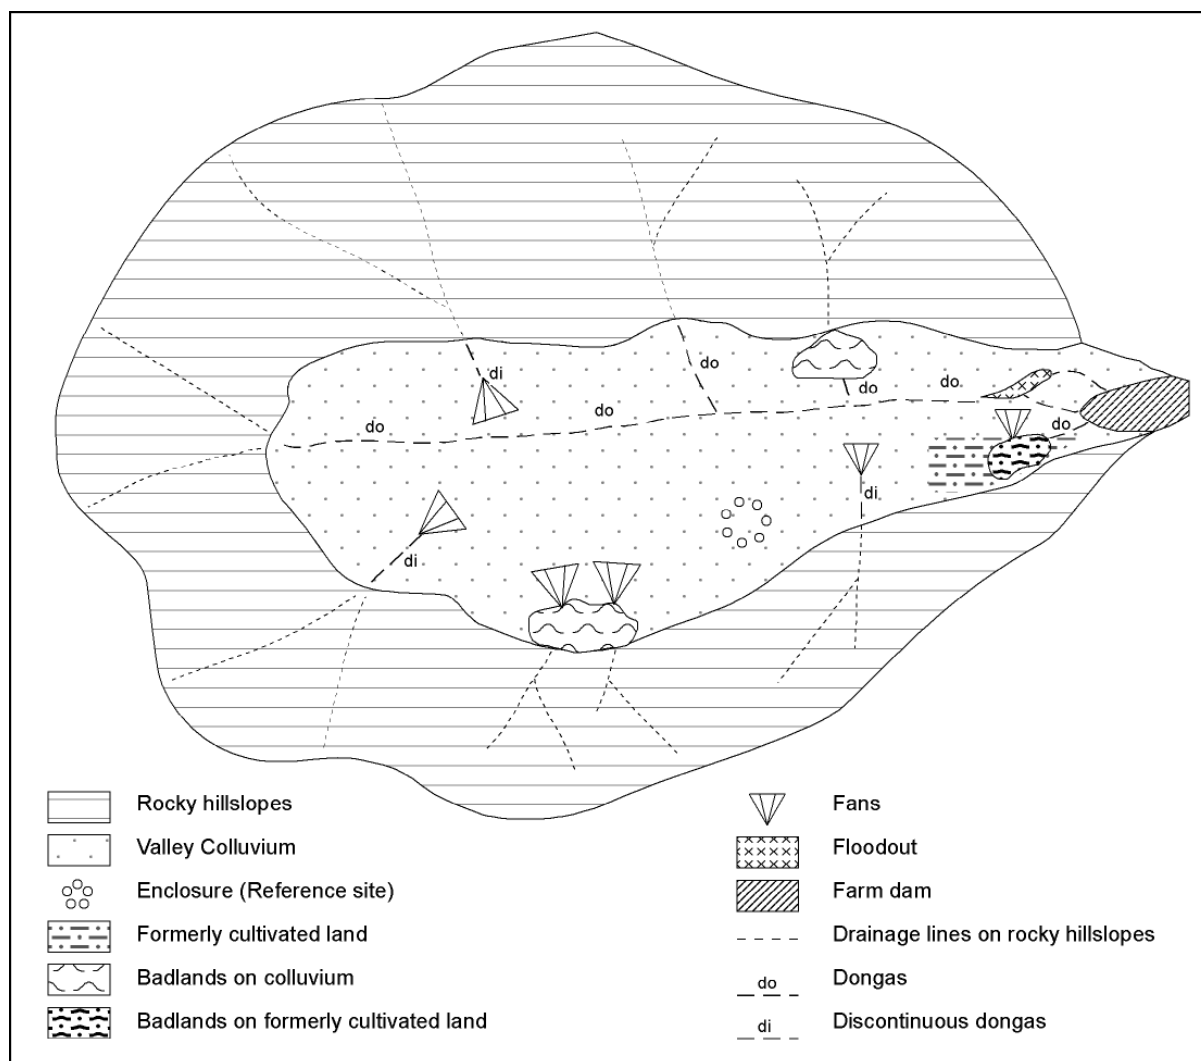 di
do
do
do
do
do
do
di
di
Rocky hillslopes
Valley Colluvium
Enclosure (Reference site)
Formerly cultivated land
Badlands on colluvium
Badlands on formerly cultivated land
Fans
Floodout
Farm dam
Drainage lines on rocky hillslopes
do
Dongas
di
Discontinuous dongas